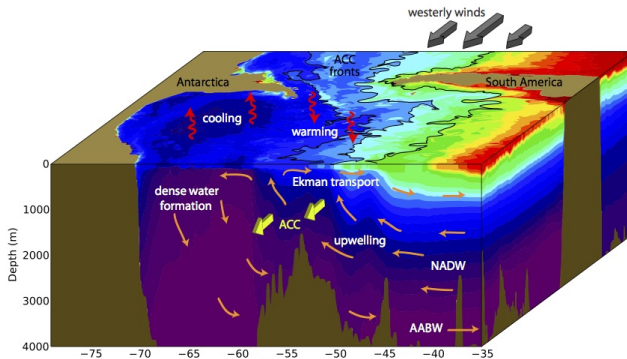 westerly winds
ACC
fronts
Antarctica
South America
cooling
warming
0
Ekman transport
dense water
formation
1000
ACC
upwelling
2000
NADW
3000
AABW
4000
Depth (m)
−75 −70 −65 −60 −55 −50 −45 −40 −35